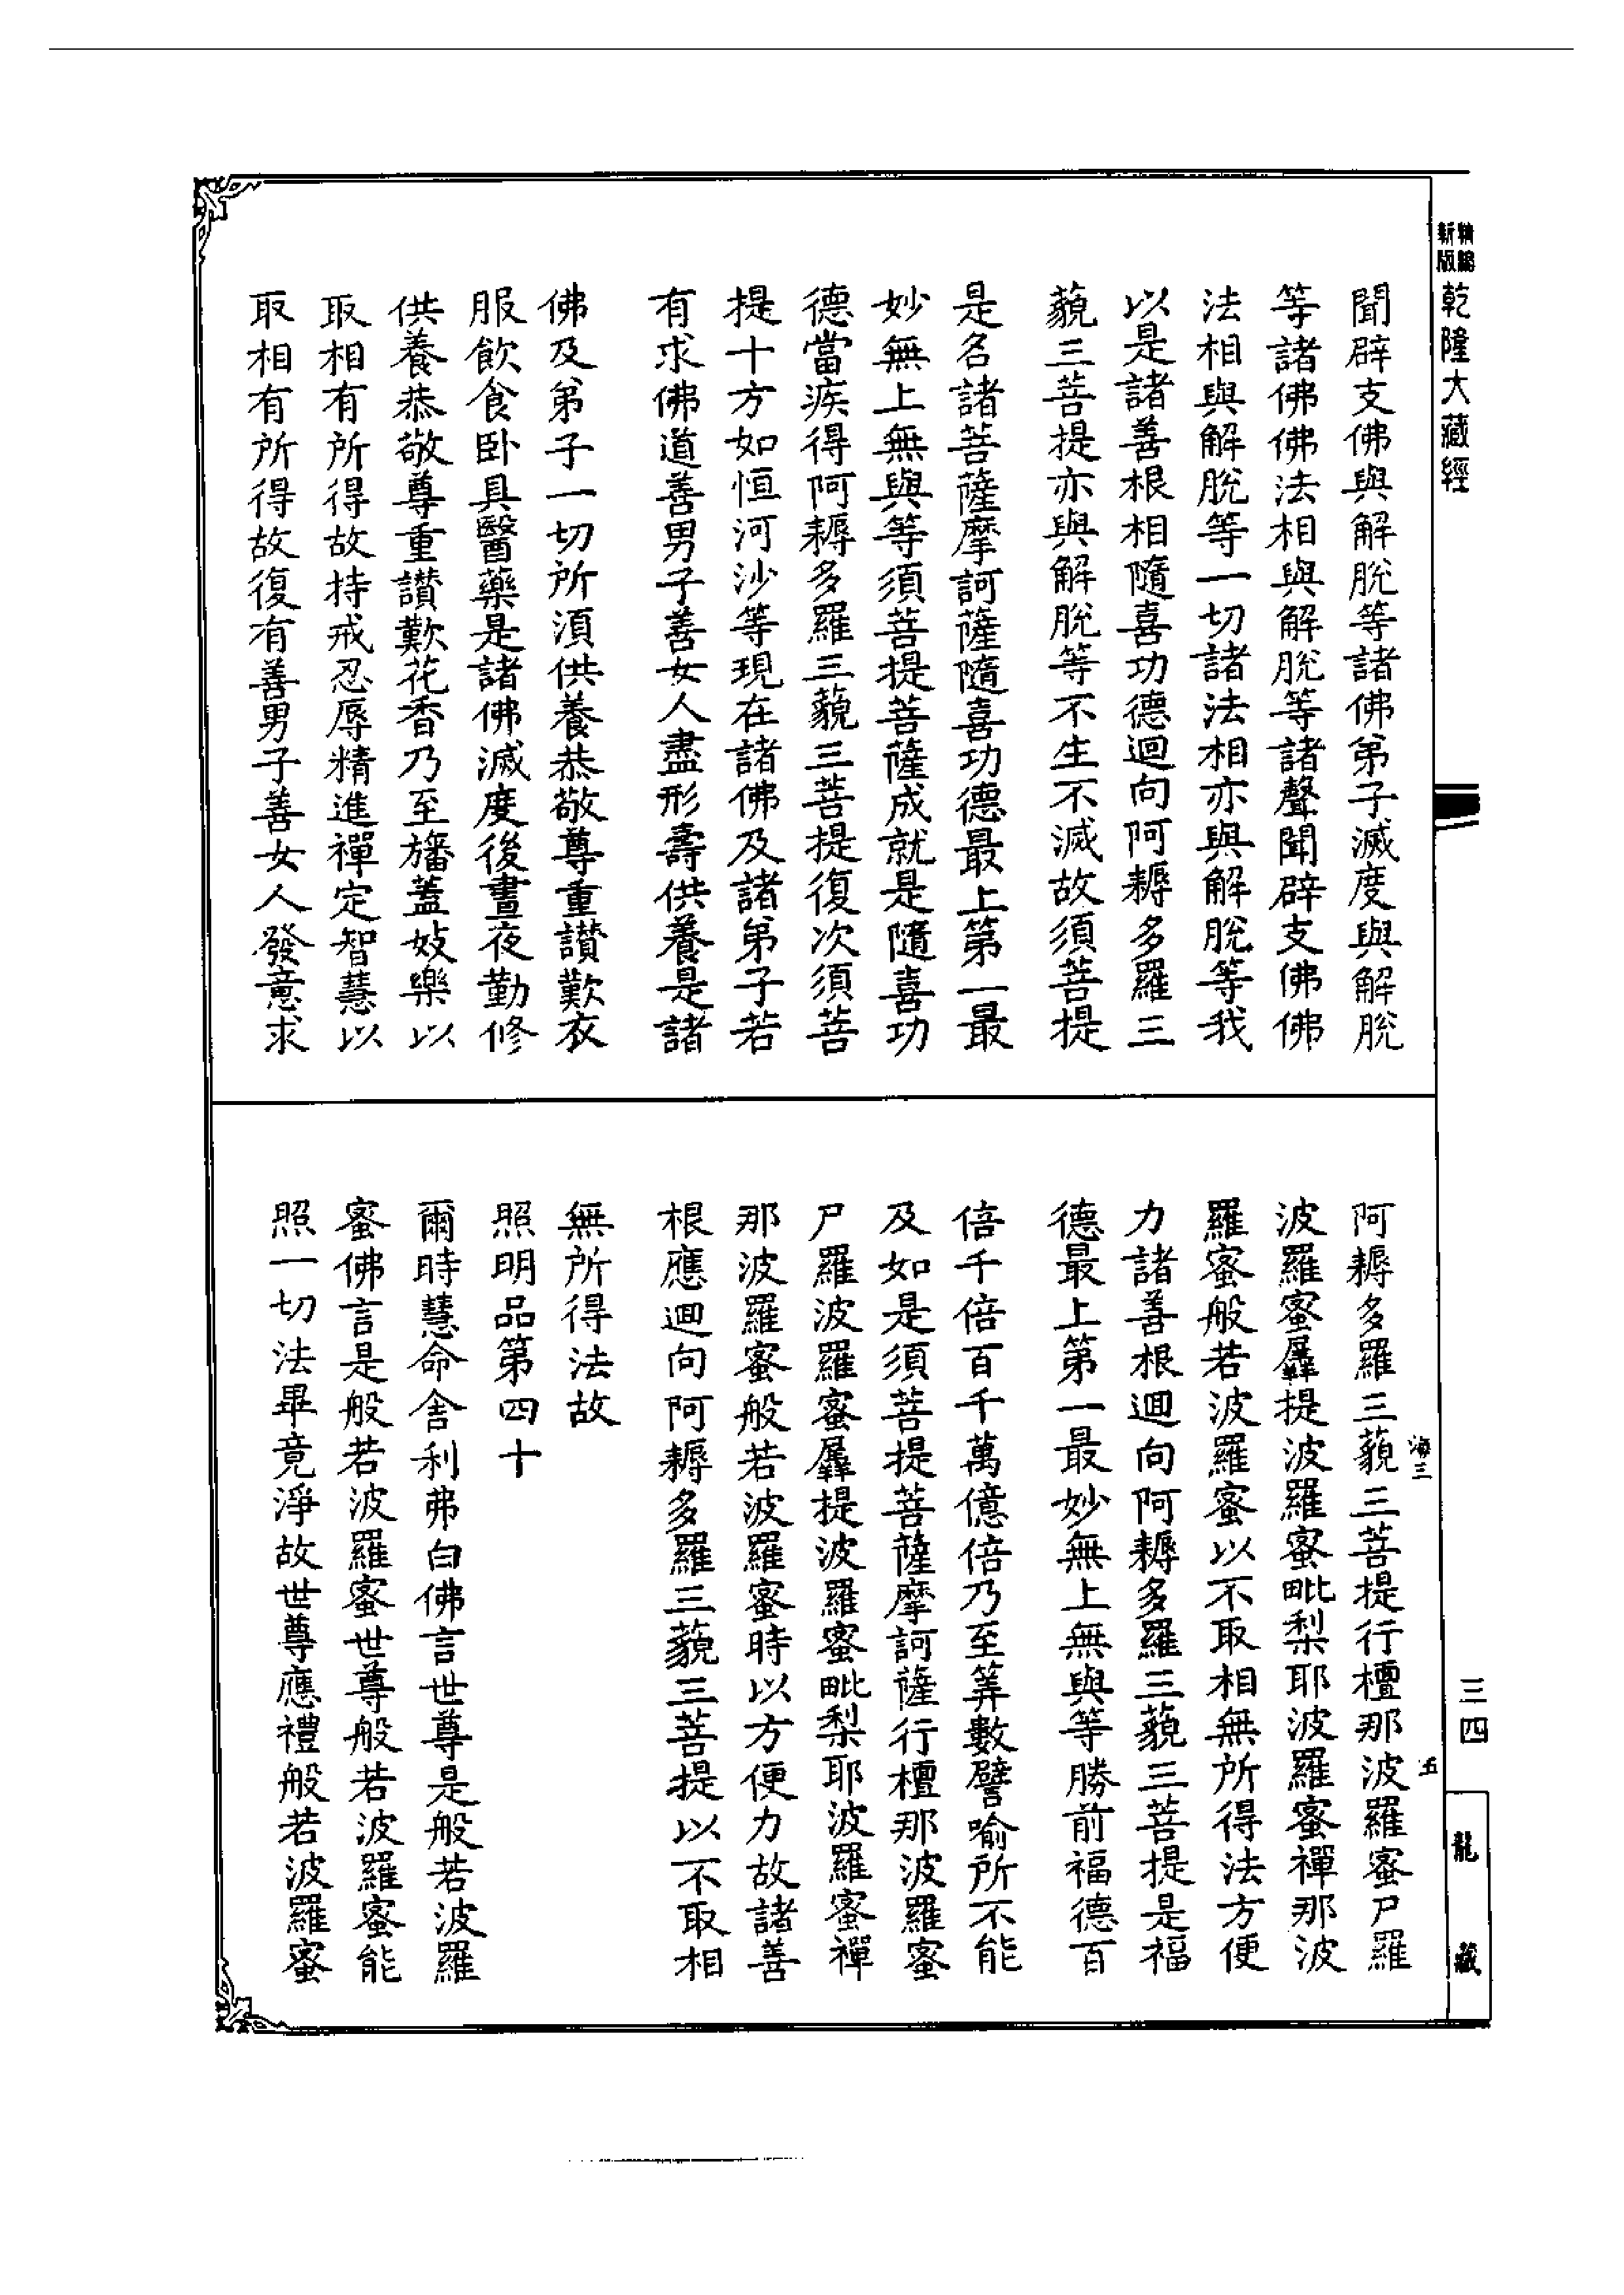 精縮
新版
乾隆大藏經
聞辟支佛與解脫等諸佛弟子滅度與解脫
等諸佛佛法相與解脫等諸聲聞辟支佛佛
法相與解脫等一切諸法相亦與解脫等我
以是諸善根相隨喜功德迴向阿耨多羅三
藐三菩提亦與解脫等不生不滅故須菩提
是名諸菩薩摩訶薩隨喜功德最上第一最
妙無上無與等須菩提菩薩成就是隨喜功
德當疾得阿耨多羅三藐三菩提復次須菩
提十方如恒河沙等現在諸佛及諸弟子若
有求佛道善男子善女人盡形壽供養是諸
佛及弟子一切所須供養恭敬尊重讃歎衣
服飲食卧具醫藥是諸佛滅度後晝夜勤修
供養恭敬尊重讃歎花香乃至旛蓋妓樂以
取相有所得故持戒忍辱精進禪定智慧以
取相有所得故復有善男子善女人發意求
阿耨多羅三藐三菩提行檀那波羅蜜尸羅
波羅蜜羼提波羅蜜毗梨耶波羅蜜禪那波
羅蜜般若波羅蜜以不取相無所得法方便
力諸善根迴向阿耨多羅三藐三菩提是福
德最上第一最妙無上無與等勝前福德百
倍千倍百千萬億倍乃至筭數譬喻所不能
及如是須菩提菩薩摩訶薩行檀那波羅蜜
尸羅波羅蜜羼提波羅蜜毗梨耶波羅蜜禪
那波羅蜜般若波羅蜜時以方便力故諸善
根應迴向阿耨多羅三藐三菩提以不取相
無所得法故
照明品第四十
爾時慧命舍利弗白佛言世尊是般若波羅
蜜佛言是般若波羅蜜世尊般若波羅蜜能
照一切法畢竟淨故世尊應禮般若波羅蜜
海三
五
三四
龍藏